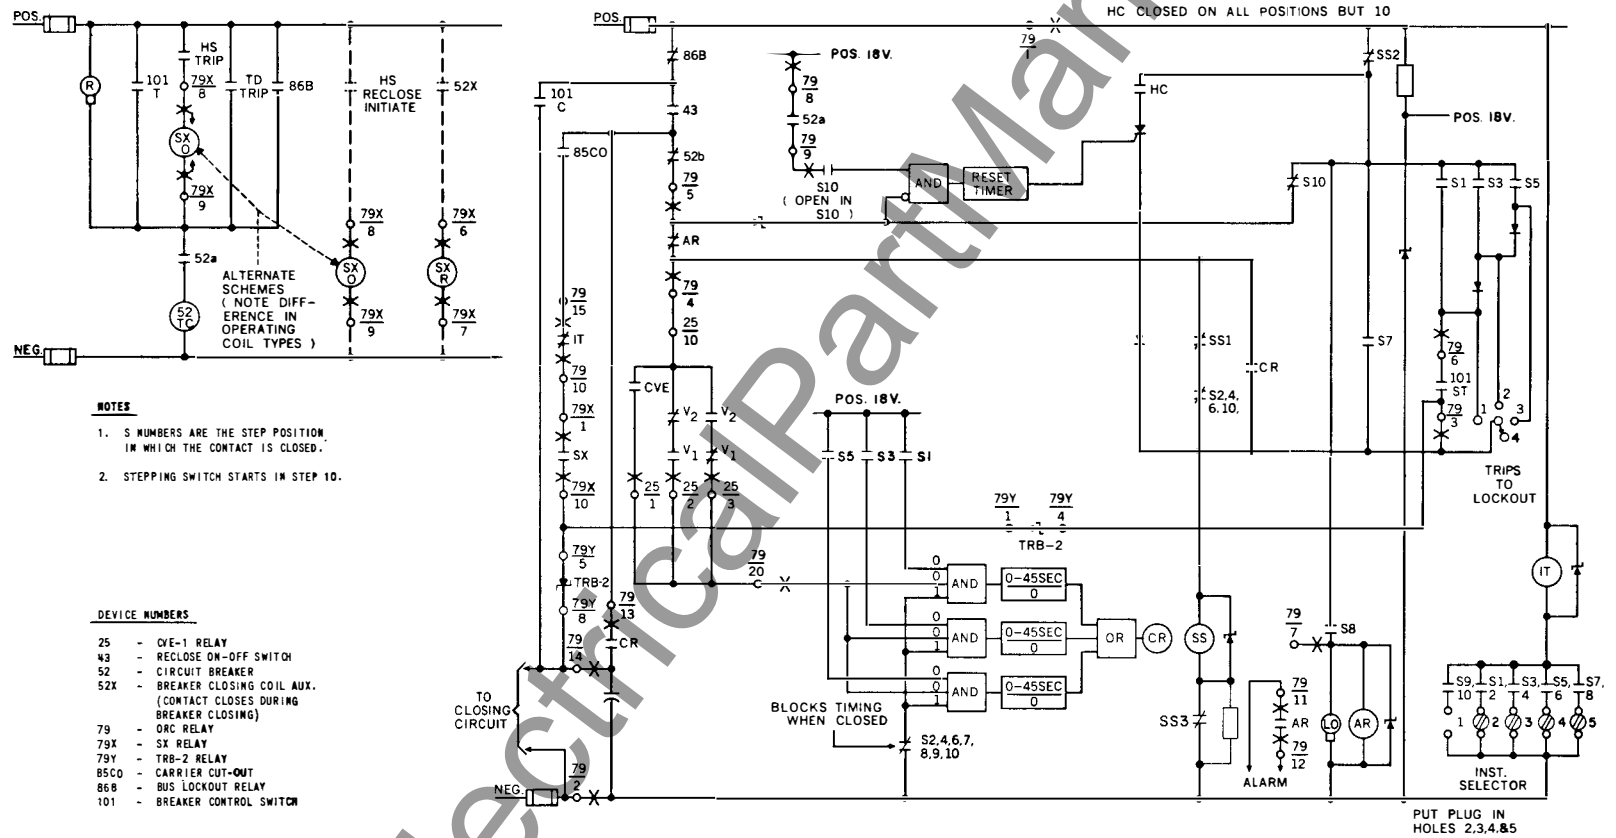 POS.
R
101
T
HS
TRIP
79X
8
SX
O
79X
9
TD
TRIP
86B
52a
52
TC
NEG.
HS
RECLOSE
INITIATE
52X
79X
8
SX
O
79X
9
79X
6
SX
R
79X
7
ALTERNATE
SCHEMES
( NOTE DIFF-
ERENCE IN
OPERATING
COIL TYPES )
NOTES
1. S NUMBERS ARE THE STEP POSITION
IN WHICH THE CONTACT IS CLOSED.
2. STEPPING SWITCH STARTS IN STEP 10.
DEVICE NUMBERS
25 - CVE-1 RELAY
43 - RECLOSE ON-OFF SWITCH
52 - CIRCUIT BREAKER
52X - BREAKER CLOSING COIL AUX.
(CONTACT CLOSES DURING
BREAKER CLOSING)
79 - ORC RELAY
79X - SX RELAY
79Y - TRB-2 RELAY
85CO - CARRIER CUT-OUT
86B - BUS LOCKOUT RELAY
101 - BREAKER CONTROL SWITCH
POS.
HC CLOSED ON ALL POSITIONS BUT 10
79
1
86B
101
C
43
85CO
52b
79
5
AR
79
4
25
10
79
15
IT
79
10
79X
1
SX
79X
10
79Y
5
TRB-2
79Y
8
79
14
79
13
CR
TO
CLOSING
CIRCUIT
NEG.
79
2
CVE
V2
V2
V1
V1
25
1
25
2
25
3
79
20
POS. 18V.
79
8
52a
79
9
S10
( OPEN IN
S10 )
AND
RESET
TIMER
HC
SS2
POS. 18V.
S10
S1
S3
S5
SS1
S2,4,
6,10,
CR
S7
79
6
101
ST
79
3
1
2
3
4
TRIPS
TO
LOCKOUT
POS. 18V.
S5
S3
S1
79Y
1
79Y
4
TRB-2
0
0
1
AND
0-45SEC
0
0
0
1
AND
0-45SEC
0
OR
CR
0
0
1
AND
0-45SEC
0
BLOCKS TIMING
WHEN CLOSED
S2,4,6,7,
8,9,10
SS
SS3
79
7
S8
79
11
AR
79
12
ALARM
LO
AR
IT
S9,
10
S1,
2
S3,
4
S5,
6
S7,
8
1
2
3
4
5
INST.
SELECTOR
PUT PLUG IN
HOLES 2,3,4,&5